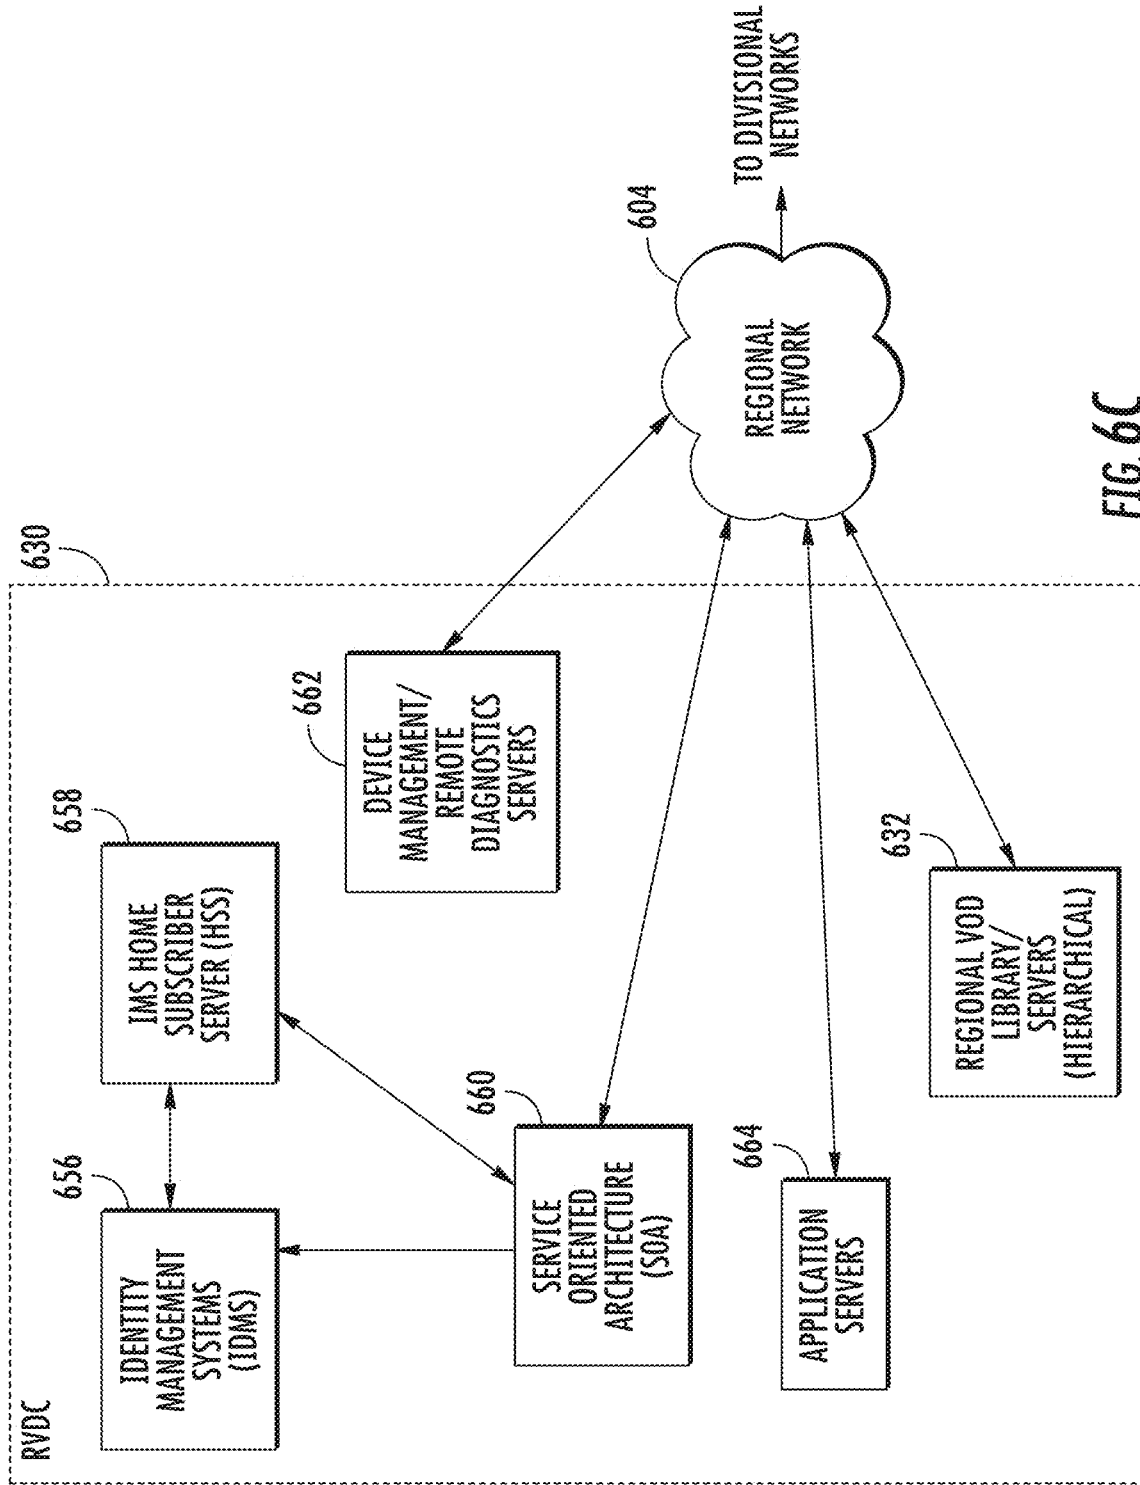 RVDC
630
656
IDENTITY
MANAGEMENT
SYSTEMS
(IDMS)
658
IMS HOME
SUBSCRIBER
SERVER (HSS)
662
DEVICE
MANAGEMENT/
REMOTE
DIAGNOSTICS
SERVERS
660
SERVICE
ORIENTED
ARCHITECTURE
(SOA)
664
APPLICATION
SERVERS
632
REGIONAL VOD
LIBRARY/
SERVERS
(HIERARCHICAL)
604
REGIONAL
NETWORK
TO DIVISIONAL
NETWORKS
FIG. 6C